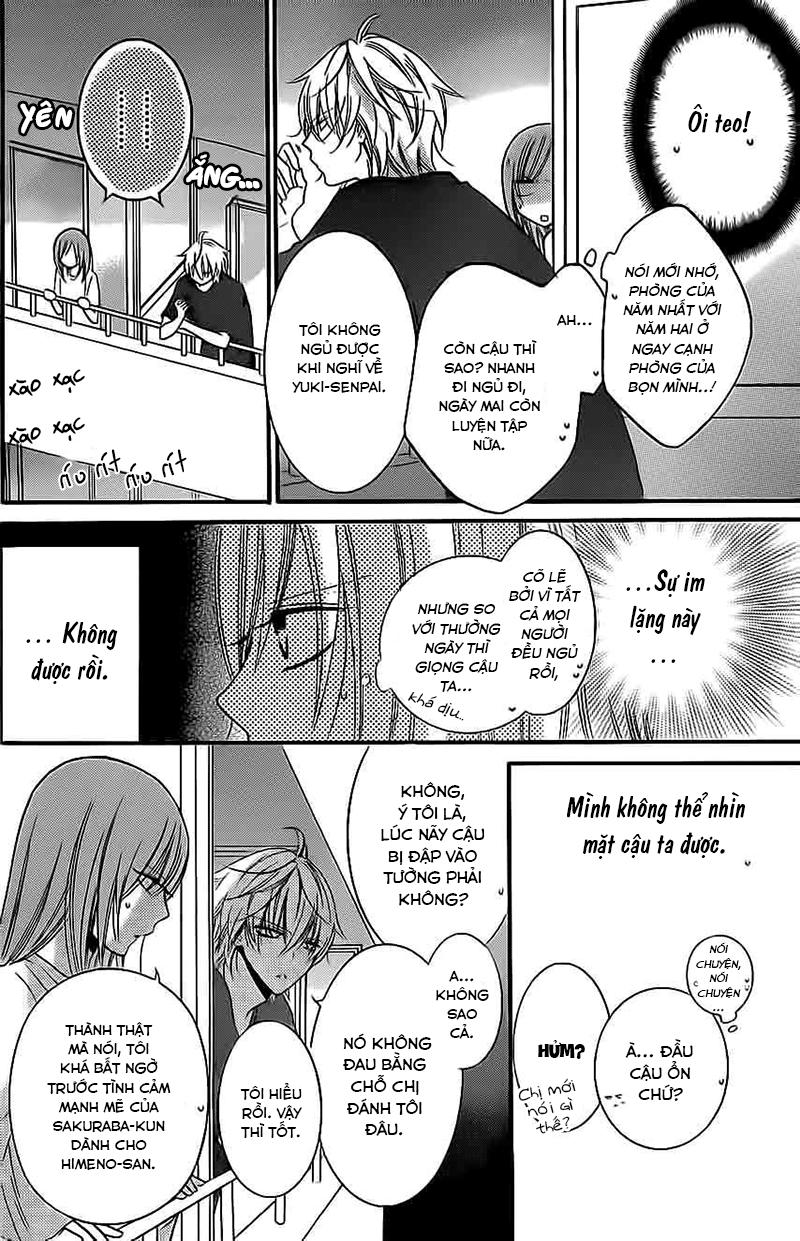 Ôi teo!
NÓI MỚI NHỚ,
PHÒNG CỦA
NĂM NHẤT VỚI
NĂM HAI Ở
NGAY CẠNH
PHÒNG CỦA
BỌN MÌNH..!
AH...
CÒN CẬU THÌ
SAO? NHANH
ĐI NGỦ ĐI,
NGÀY MAI CÒN
LUYỆN TẬP
NỮA.
TÔI KHÔNG
NGỦ ĐƯỢC
KHI NGHĨ VỀ
YUKI-SENPAI.
YÊN
ẮNG...
XÀO XẠC
XÀO XẠC
ríu rít
ríu rít
...Sự im
lặng này
...
CÓ LẼ
BỞI VÌ TẤT
CẢ MỌI
NGƯỜI
ĐỀU NGỦ
RỒI,
NHƯNG SO
VỚI THƯỜNG
NGÀY THÌ
GIỌNG CẬU
TA...
khá dịu...
... Không
được rồi.
Mình không thể nhìn
mặt cậu ta được.
NÓI
CHUYỆN,
NÓI
CHUYỆN
...
À... ĐẦU
CẬU ỔN
CHỨ?
HỬM?
Chị mới
nói gì
thế?
KHÔNG,
Ý TÔI LÀ,
LÚC NÃY CẬU
BỊ ĐẬP VÀO
TƯỜNG PHẢI
KHÔNG?
A...
KHÔNG
SAO
CẢ.
NÓ KHÔNG
ĐAU BẰNG
CHỖ CHỊ
ĐÁNH TÔI
ĐÂU.
TÔI HIỂU
RỒI. VẬY
THÌ TỐT.
THÀNH THẬT
MÀ NÓI, TÔI
KHÁ BẤT NGỜ
TRƯỚC TÌNH CẢM
MẠNH MẼ CỦA
SAKURABA-KUN
DÀNH CHO
HIMENO-SAN.